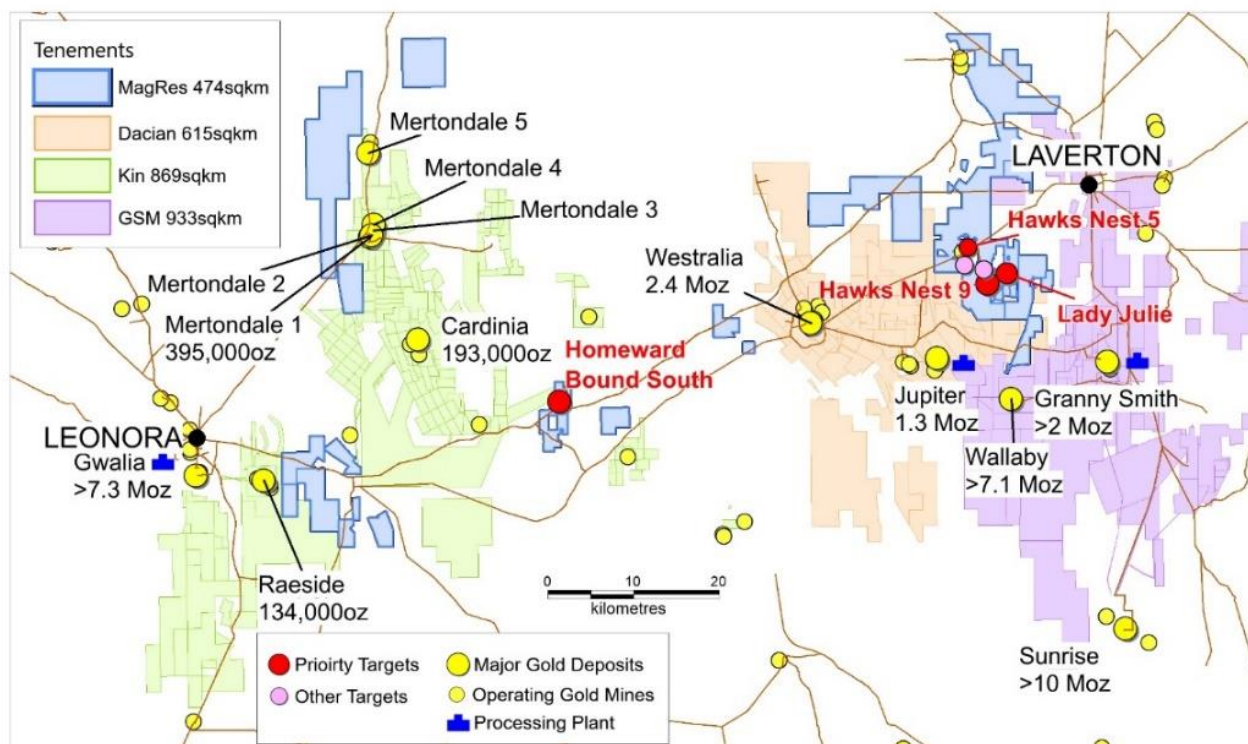 Tenements
MagRes 474sqkm
Dacian 615sqkm
Kin 869sqkm
GSM 933sqkm
Mertondale 5
Mertondale 4
Mertondale 3
Mertondale 2
Mertondale 1
395,000oz
Cardinia
193,000oz
Homeward
Bound South
LEONORA
Gwalia
>7.3 Moz
Raeside
134,000oz
Westralia
2.4 Moz
LAVERTON
Hawks Nest 5
Hawks Nest 9
Lady Julie
Jupiter
1.3 Moz
Granny Smith
>2 Moz
Wallaby
>7.1 Moz
Sunrise
>10 Moz
0 10 20
kilometres
Prioirty Targets
Other Targets
Major Gold Deposits
Operating Gold Mines
Processing Plant